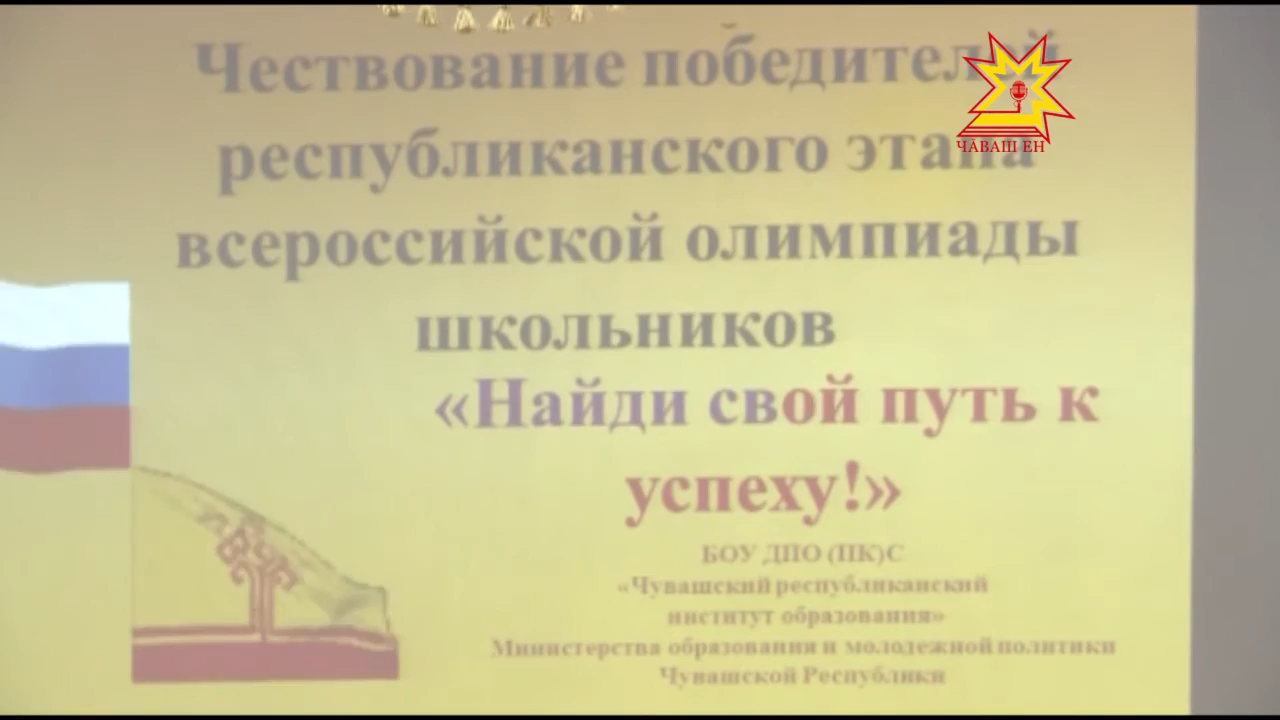 Чествование победителей
республиканского этапа
всероссийской олимпиады
школьников
«Найди свой путь к
успеху!»
БОУ ДПО (ПК)С
«Чувашский республиканский
институт образования»
Министерства образования и молодежной политики
Чувашской Республики
ЧĂВАШ ЕН